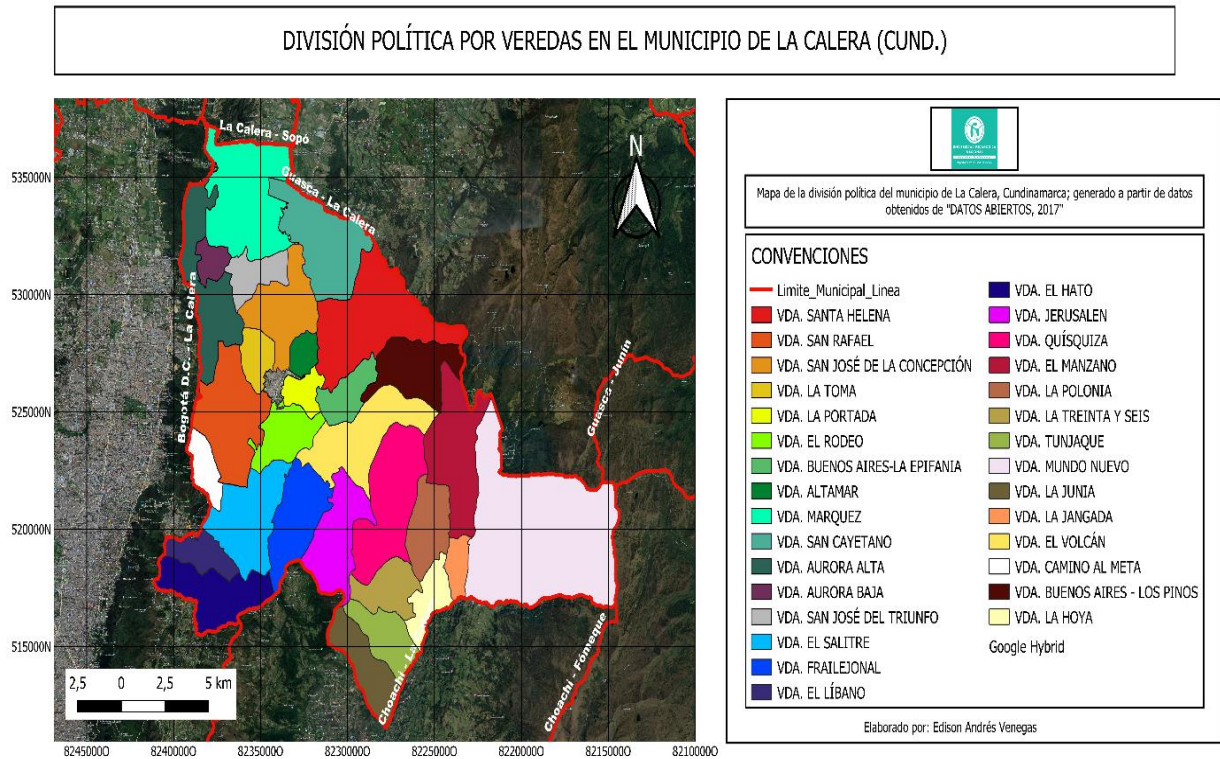 DIVISIÓN POLÍTICA POR VEREDAS EN EL MUNICIPIO DE LA CALERA (CUND.)
La Calera - Sopó
Guasca - La Calera
Bogotá D.C. - La Calera
Guasca - Junín
Choachí - La
Choachí - Fomeque
N
535000N
530000N
525000N
520000N
515000N
2,5 0 2,5 5 km
82450000 82400000 82350000 82300000 82250000 82200000 82150000 82100000
Mapa de la división política del municipio de La Calera, Cundinamarca; generado a partir de datos
obtenidos de "DATOS ABIERTOS, 2017"
CONVENCIONES
Limite_Municipal_Linea
VDA. SANTA HELENA
VDA. SAN RAFAEL
VDA. SAN JOSÉ DE LA CONCEPCIÓN
VDA. LA TOMA
VDA. LA PORTADA
VDA. EL RODEO
VDA. BUENOS AIRES-LA EPIFANIA
VDA. ALTAMAR
VDA. MARQUEZ
VDA. SAN CAYETANO
VDA. AURORA ALTA
VDA. AURORA BAJA
VDA. SAN JOSÉ DEL TRIUNFO
VDA. EL SALITRE
VDA. FRAILEJONAL
VDA. EL LÍBANO
VDA. EL HATO
VDA. JERUSALEN
VDA. QUÍSQUIZA
VDA. EL MANZANO
VDA. LA POLONIA
VDA. LA TREINTA Y SEIS
VDA. TUNJAQUE
VDA. MUNDO NUEVO
VDA. LA JUNIA
VDA. LA JANGADA
VDA. EL VOLCÁN
VDA. CAMINO AL META
VDA. BUENOS AIRES - LOS PINOS
VDA. LA HOYA
Google Hybrid
Elaborado por: Edison Andrés Venegas